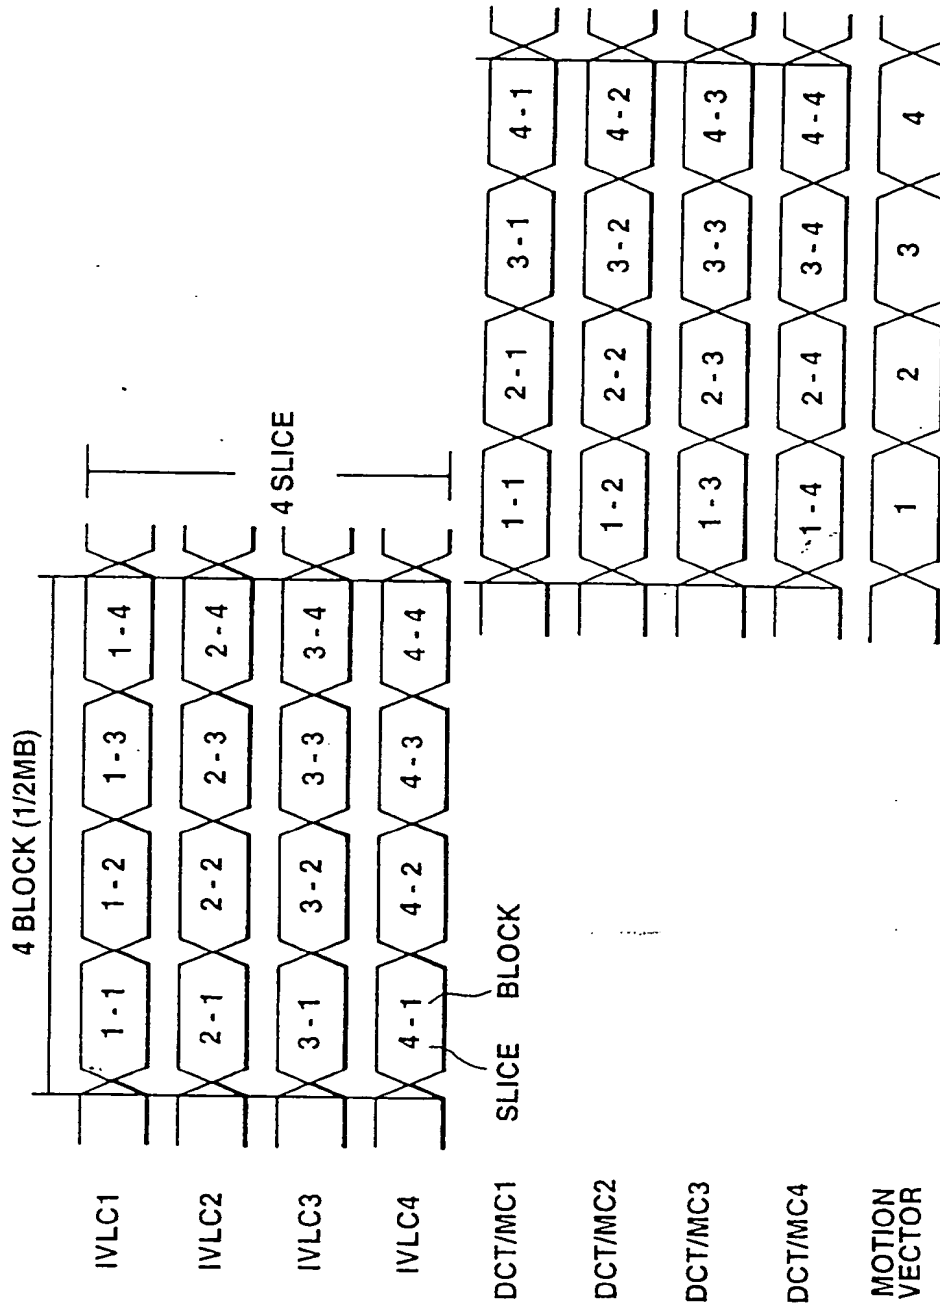 4 BLOCK (1/2MB)
IVLC1 1-1 1-2 1-3 1-4
IVLC2 2-1 2-2 2-3 2-4
IVLC3 3-1 3-2 3-3 3-4
IVLC4 4-1 4-2 4-3 4-4
4 SLICE
SLICE BLOCK
DCT/MC1 1-1 2-1 3-1 4-1
DCT/MC2 1-2 2-2 3-2 4-2
DCT/MC3 1-3 2-3 3-3 4-3
DCT/MC4 1-4 2-4 3-4 4-4
MOTION
VECTOR 1 2 3 4